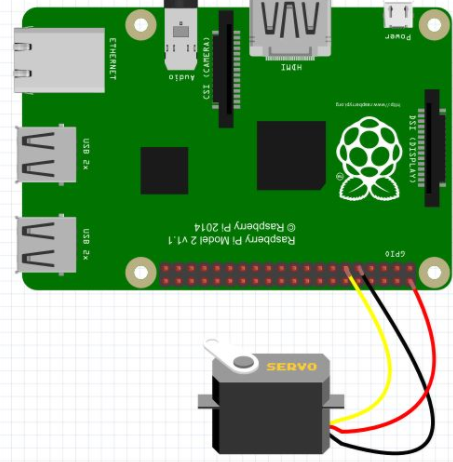 Power
HDMI
Audio
ETHERNET
CSI (CAMERA)
http://www.raspberrypi.org
DSI (DISPLAY)
USB 2x
®
Raspberry Pi Model 2 v1.1
© Raspberry Pi 2014
USB 2x
GPIO
SERVO